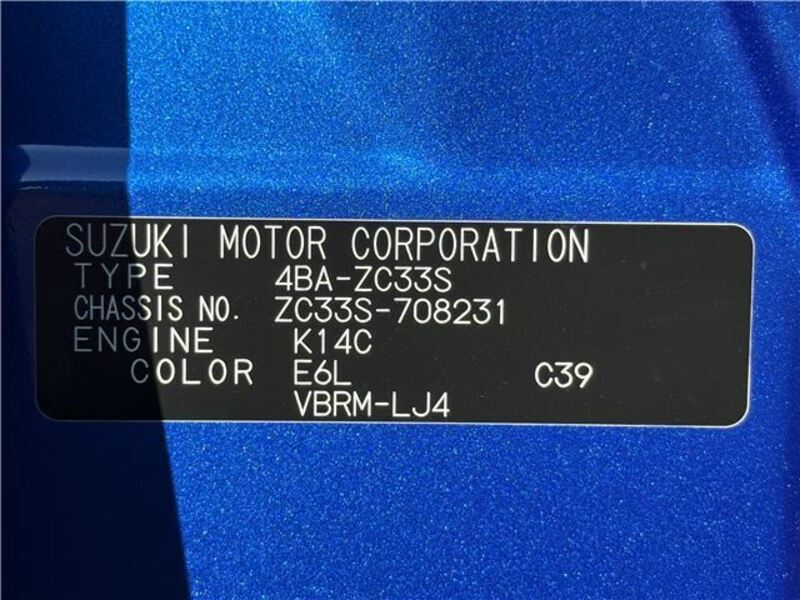 SUZUKI MOTOR CORPORATION
TYPE 4BA-ZC33S
CHASSIS NO. ZC33S-708231
ENGINE K14C
COLOR E6L C39
VBRM-LJ4